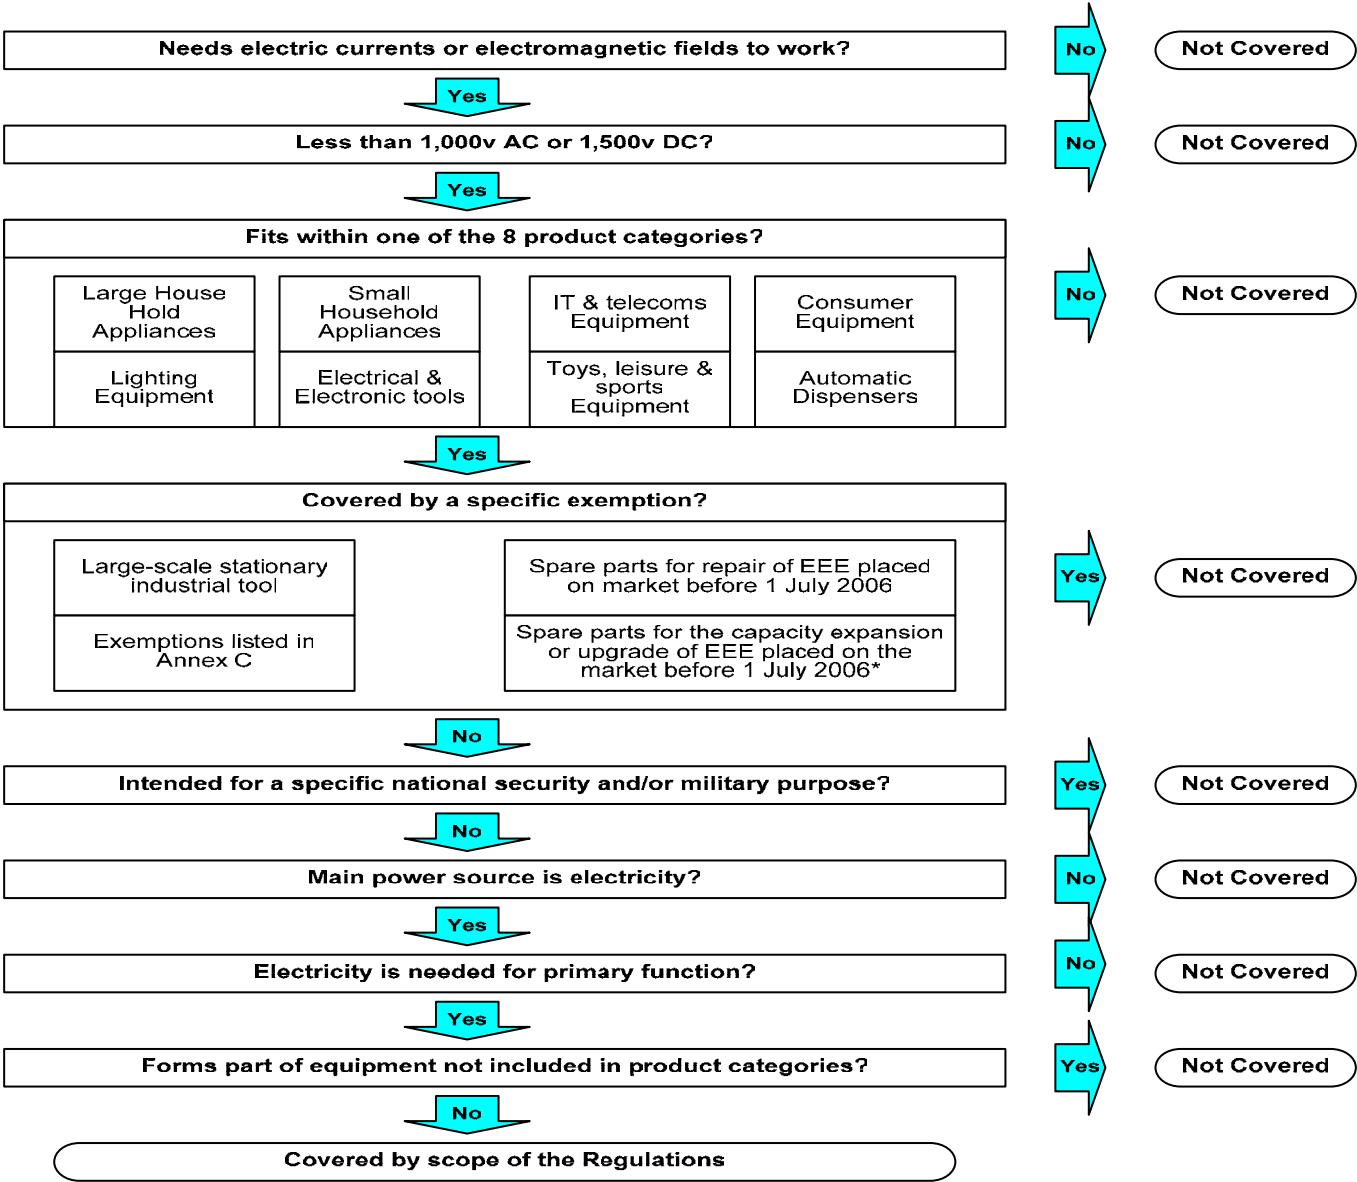 Needs electric currents or electromagnetic fields to work?
No
Not Covered
Yes
Less than 1,000v AC or 1,500v DC?
No
Not Covered
Yes
Fits within one of the 8 product categories?
Large House
Hold
Appliances
Small
Household
Appliances
IT & telecoms
Equipment
Consumer
Equipment
No
Not Covered
Lighting
Equipment
Electrical &
Electronic tools
Toys, leisure &
sports
Equipment
Automatic
Dispensers
Yes
Covered by a specific exemption?
Large-scale stationary
industrial tool
Spare parts for repair of EEE placed
on market before 1 July 2006
Yes
Not Covered
Exemptions listed in
Annex C
Spare parts for the capacity expansion
or upgrade of EEE placed on the
market before 1 July 2006*
No
Intended for a specific national security and/or military purpose?
Yes
Not Covered
No
Main power source is electricity?
No
Not Covered
Yes
Electricity is needed for primary function?
No
Not Covered
Yes
Forms part of equipment not included in product categories?
Yes
Not Covered
No
Covered by scope of the Regulations